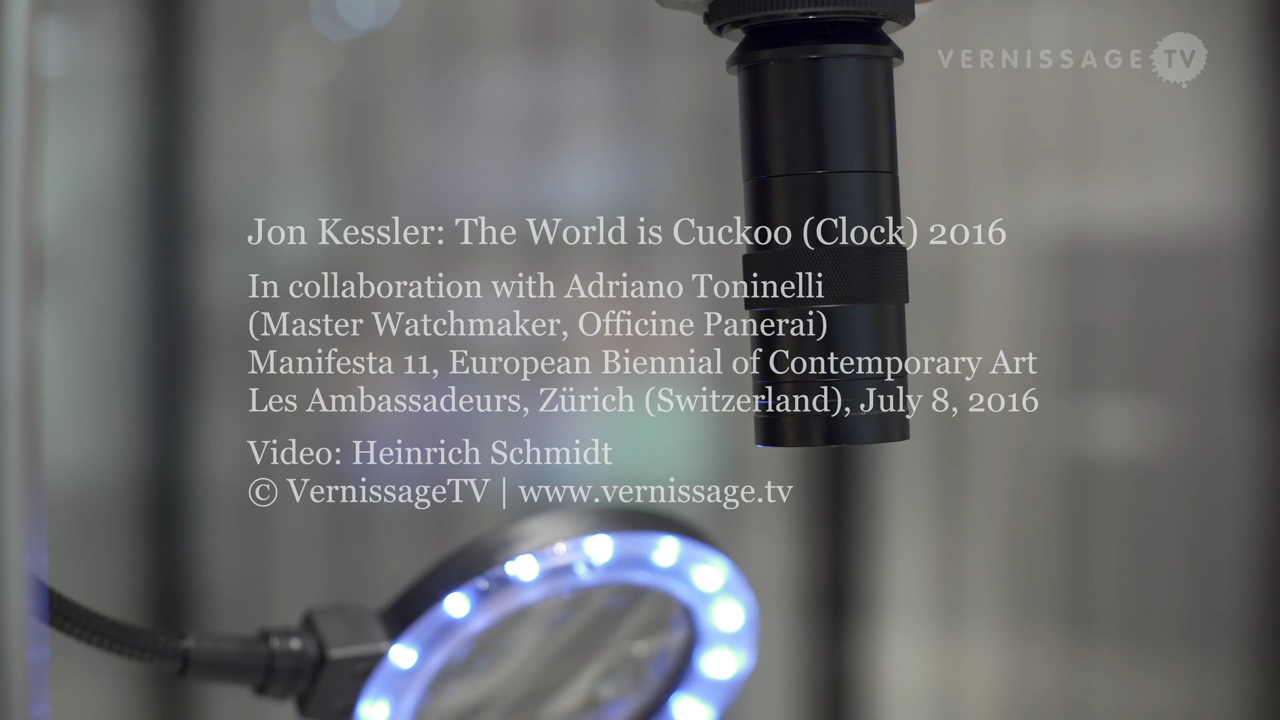 VERNISSAGE TV
Jon Kessler: The World is Cuckoo (Clock) 2016
In collaboration with Adriano Toninelli
(Master Watchmaker, Officine Panerai)
Manifesta 11, European Biennial of Contemporary Art
Les Ambassadeurs, Zürich (Switzerland), July 8, 2016
Video: Heinrich Schmidt
© VernissageTV | www.vernissage.tv